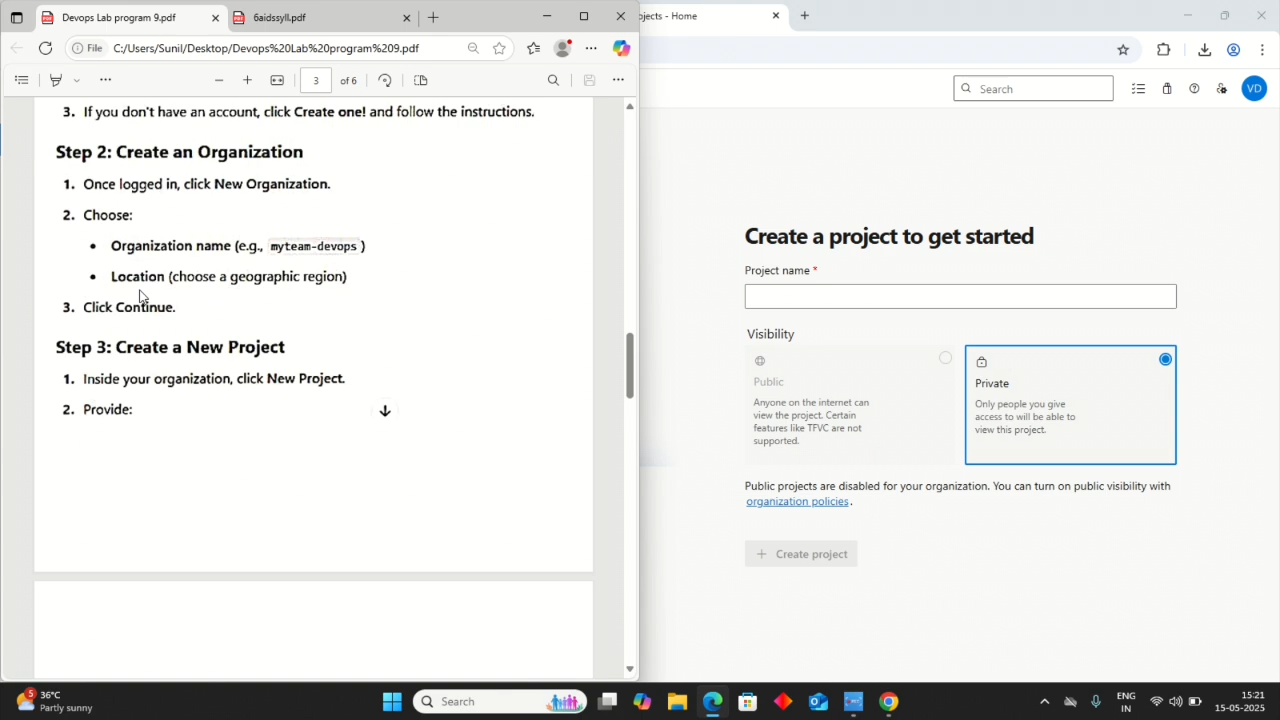 Devops Lab program 9.pdf
6aidssyll.pdf
ojects - Home
File
C:/Users/Sunil/Desktop/Devops%20Lab%20program%209.pdf
3 of 6
Search
VD
3. If you don't have an account, click Create one! and follow the instructions.
Step 2: Create an Organization
1. Once logged in, click New Organization.
2. Choose:
• Organization name (e.g., myteam-devops )
• Location (choose a geographic region)
3. Click Continue.
Step 3: Create a New Project
1. Inside your organization, click New Project.
2. Provide:
Create a project to get started
Project name *
Visibility
Public
Anyone on the internet can
view the project. Certain
features like TFVC are not
supported.
Private
Only people you give
access to will be able to
view this project.
Public projects are disabled for your organization. You can turn on public visibility with
organization policies.
+ Create project
5
36°C
Partly sunny
Search
ENG
IN
15:21
15-05-2025